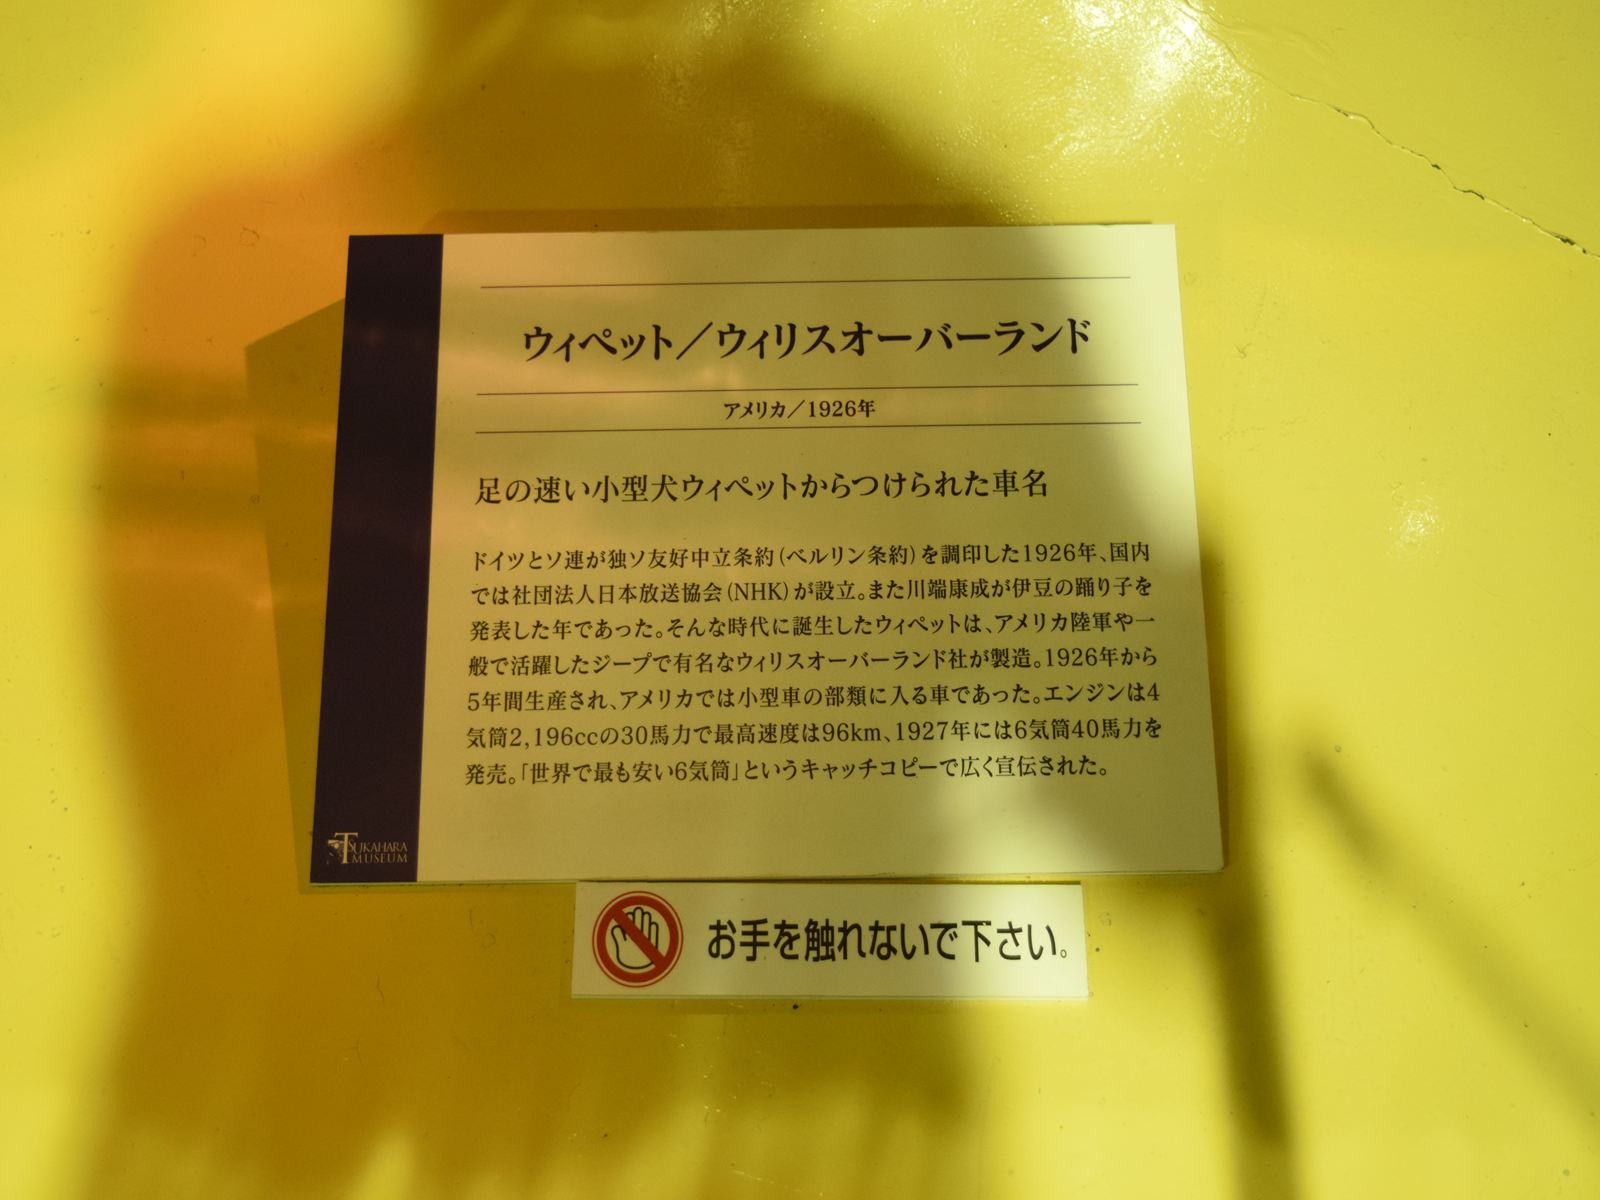 ウィペット／ウィリスオーバーランド
アメリカ／1926年
足の速い小型犬ウィペットからつけられた車名
ドイツとソ連が独ソ友好中立条約(ベルリン条約)を調印した1926年、国内
では社団法人日本放送協会(NHK)が設立。また川端康成が伊豆の踊り子を
発表した年であった。そんな時代に誕生したウィペットは、アメリカ陸軍や一
般で活躍したジープで有名なウィリスオーバーランド社が製造。1926年から
5年間生産され、アメリカでは小型車の部類に入る車であった。エンジンは4
気筒2,196ccの30馬力で最高速度は96km、1927年には6気筒40馬力を
発売。「世界で最も安い6気筒」というキャッチコピーで広く宣伝された。
TSUKAHARA
MUSEUM
お手を触れないで下さい。